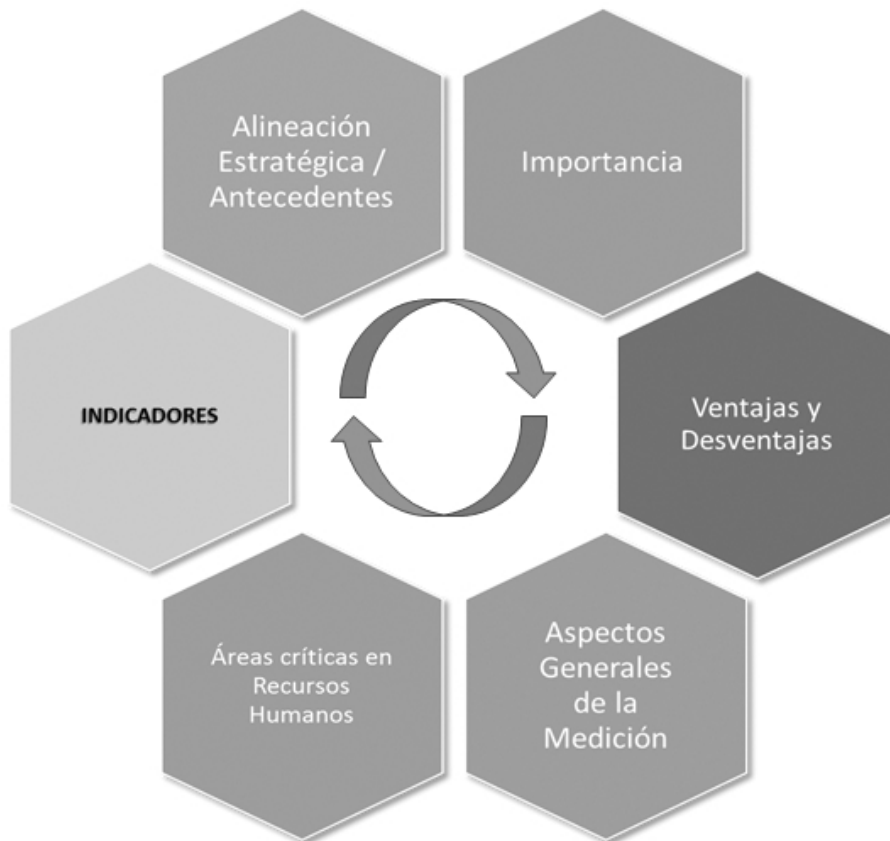 Alineación
Estratégica /
Antecedentes
Importancia
INDICADORES
Ventajas y
Desventajas
Áreas críticas en
Recursos
Humanos
Aspectos
Generales
de la
Medición